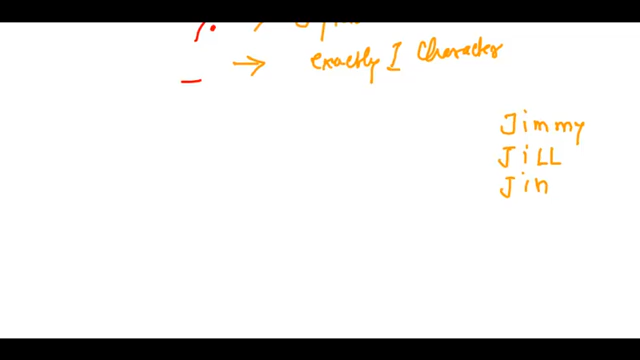 _ → exactly 1 Character
Jimmy
JiLL
Jin